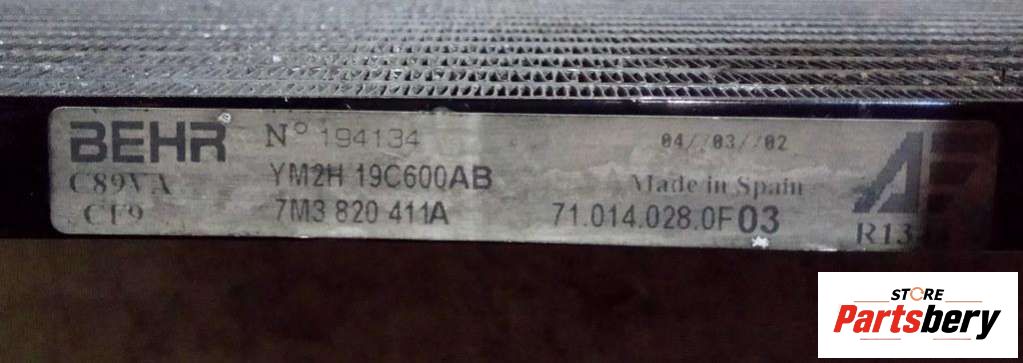 BEHR N° 194134 04//03//02
C89VA YM2H 19C600AB Made in Spain
CF9 7M3 820 411A 71.014.028.0F03
R13
STORE
Partsbery